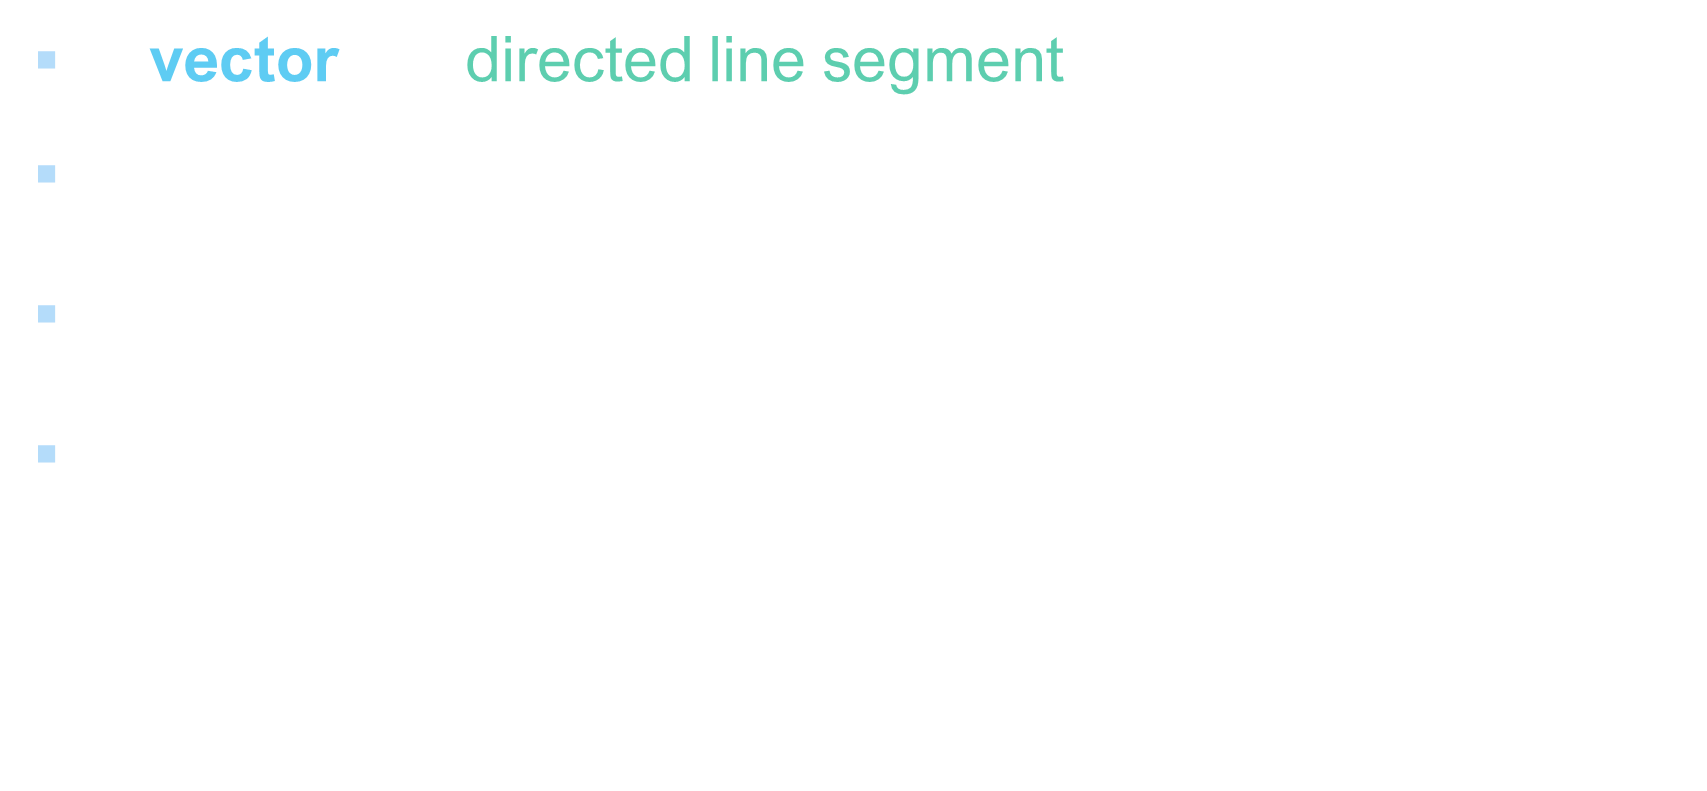 ▪ vector directed line segment
▪
▪
▪